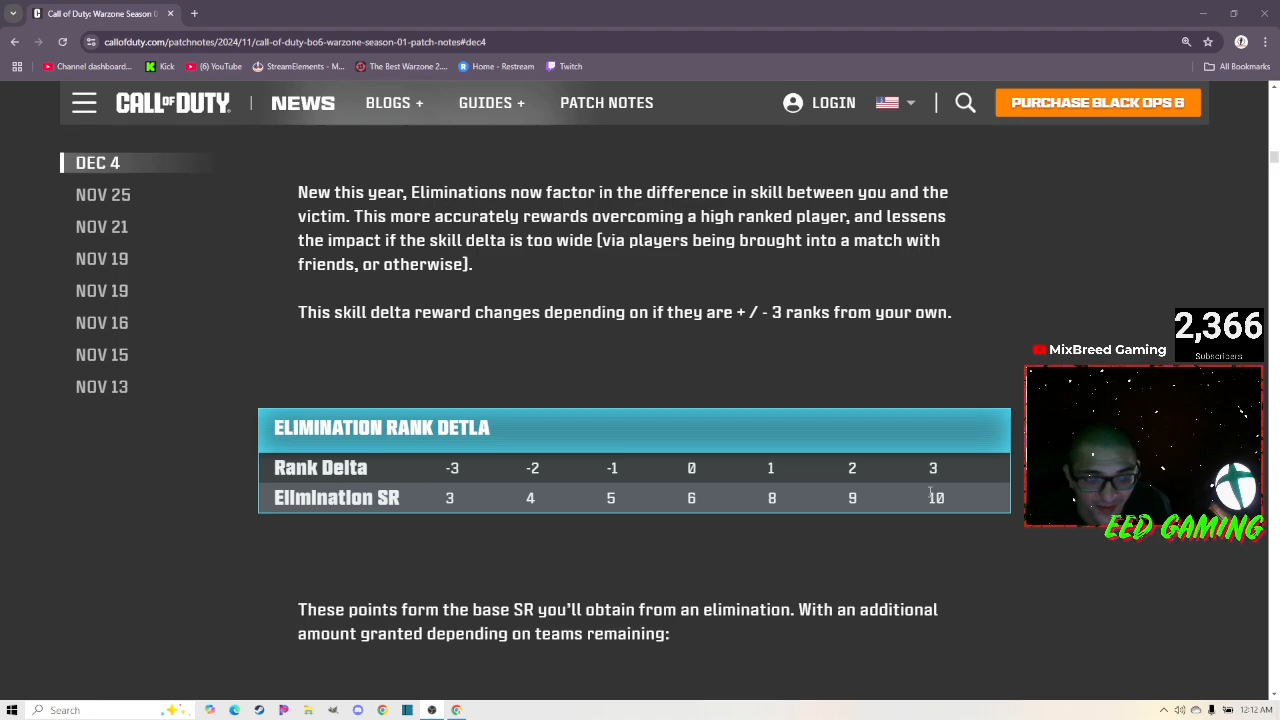 Call of Duty: Warzone Season 0
callofduty.com/patchnotes/2024/11/call-of-duty-bo6-warzone-season-01-patch-notes#dec4
Channel dashboard...
Kick
(6) YouTube
StreamElements - M...
The Best Warzone 2...
Home - Restream
Twitch
All Bookmarks
CALL OF DUTY
NEWS
BLOGS +
GUIDES +
PATCH NOTES
LOGIN
PURCHASE BLACK OPS 6
DEC 4
NOV 25
NOV 21
NOV 19
NOV 19
NOV 16
NOV 15
NOV 13
New this year, Eliminations now factor in the difference in skill between you and the
victim. This more accurately rewards overcoming a high ranked player, and lessens
the impact if the skill delta is too wide [via players being brought into a match with
friends, or otherwise].
This skill delta reward changes depending on if they are + / - 3 ranks from your own.
ELIMINATION RANK DETLA
Rank Delta -3 -2 -1 0 1 2 3
Elimination SR 3 4 5 6 8 9 10
These points form the base SR you'll obtain from an elimination. With an additional
amount granted depending on teams remaining:
2,366
Subscribers
MixBreed Gaming
EED GAMING
Search
12:12 AM